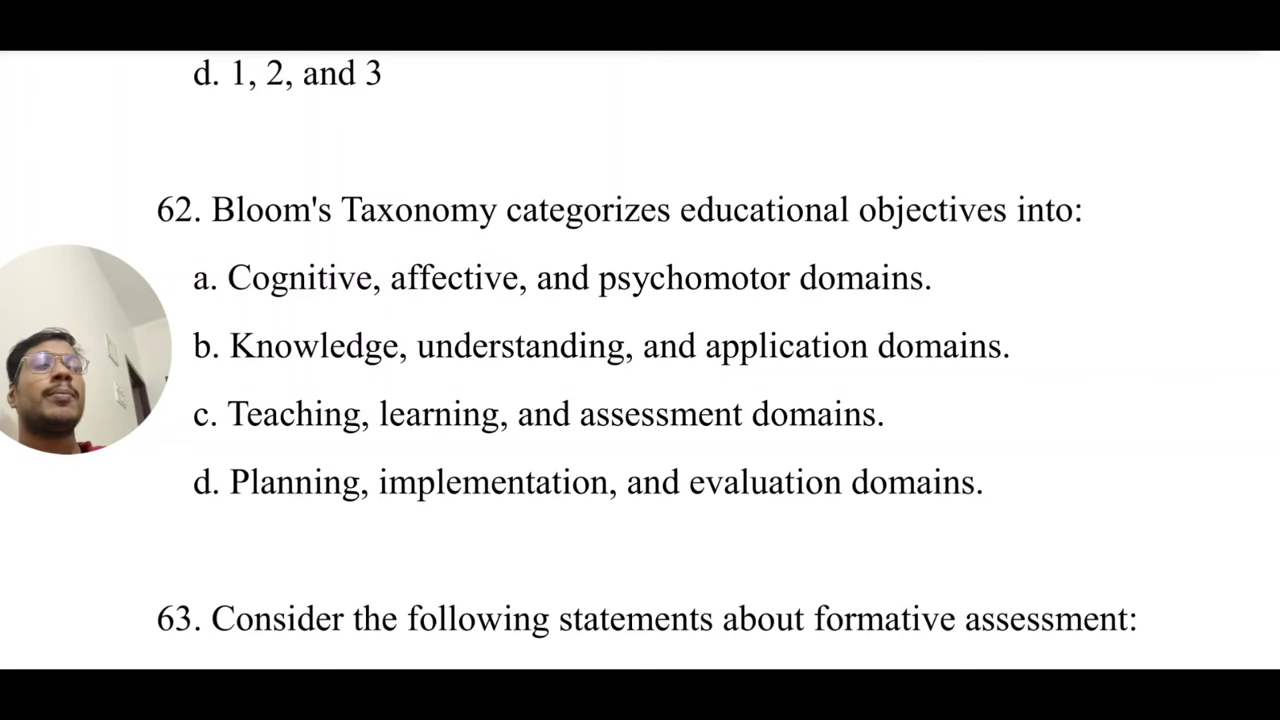 d. 1, 2, and 3
62. Bloom's Taxonomy categorizes educational objectives into:
a. Cognitive, affective, and psychomotor domains.
b. Knowledge, understanding, and application domains.
c. Teaching, learning, and assessment domains.
d. Planning, implementation, and evaluation domains.
63. Consider the following statements about formative assessment: